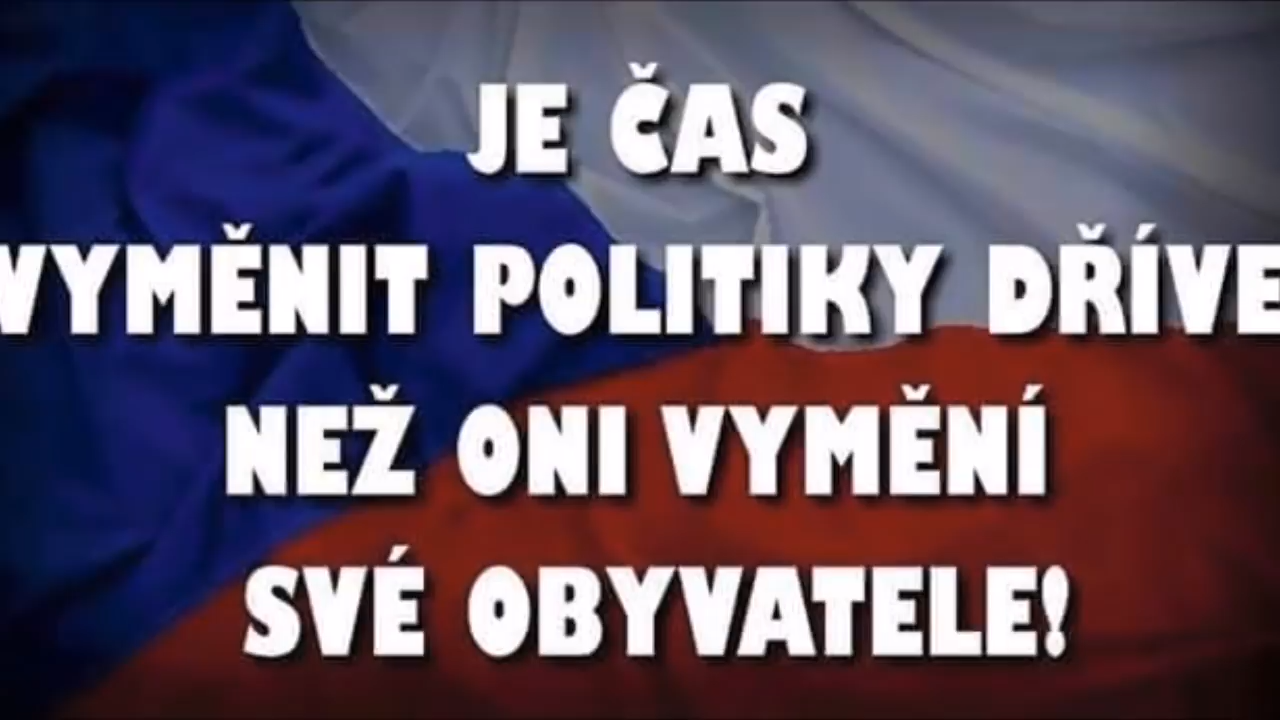 JE ČAS
VYMĚNIT POLITIKY DŘÍVE
NEŽ ONI VYMĚNÍ
SVÉ OBYVATELE!